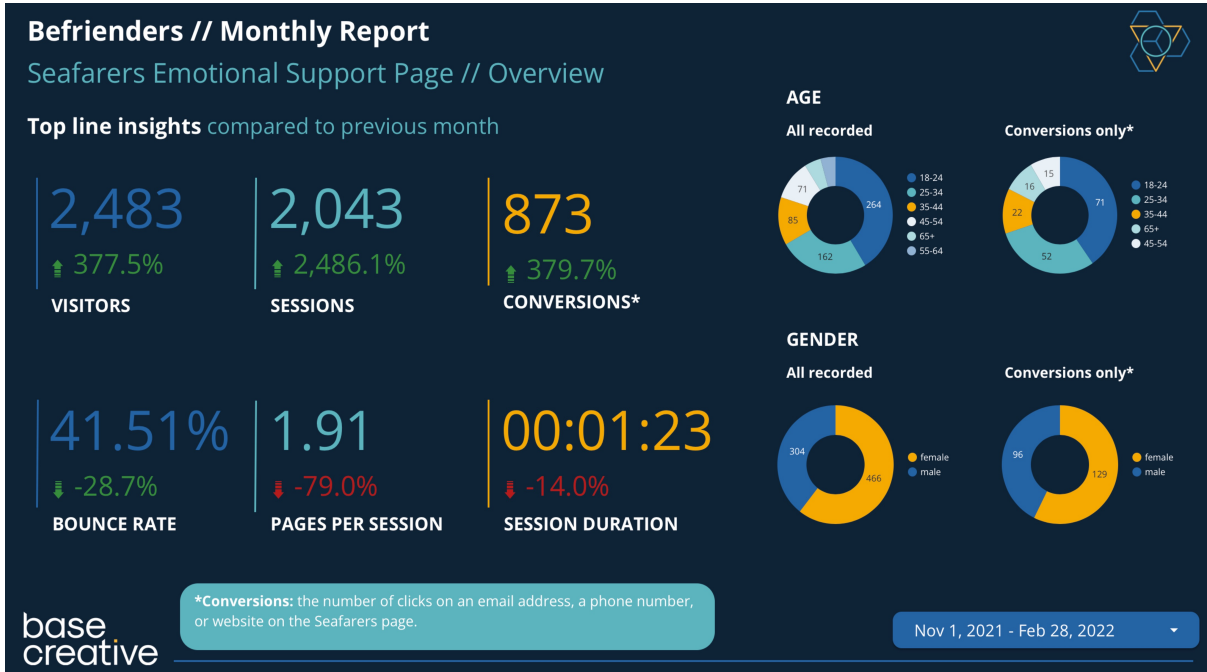 Befrienders // Monthly Report
Seafarers Emotional Support Page // Overview
Top line insights compared to previous month
2,483
377.5%
VISITORS
2,043
2,486.1%
SESSIONS
873
379.7%
CONVERSIONS*
41.51%
-28.7%
BOUNCE RATE
1.91
-79.0%
PAGES PER SESSION
00:01:23
-14.0%
SESSION DURATION
AGE
All recorded
264
162
85
71
18-24
25-34
35-44
45-54
65+
55-64
Conversions only*
71
52
22
16
15
18-24
25-34
35-44
65+
45-54
GENDER
All recorded
304
466
female
male
Conversions only*
96
129
female
male
*Conversions: the number of clicks on an email address, a phone number,
or website on the Seafarers page.
base
creative
Nov 1, 2021 - Feb 28, 2022